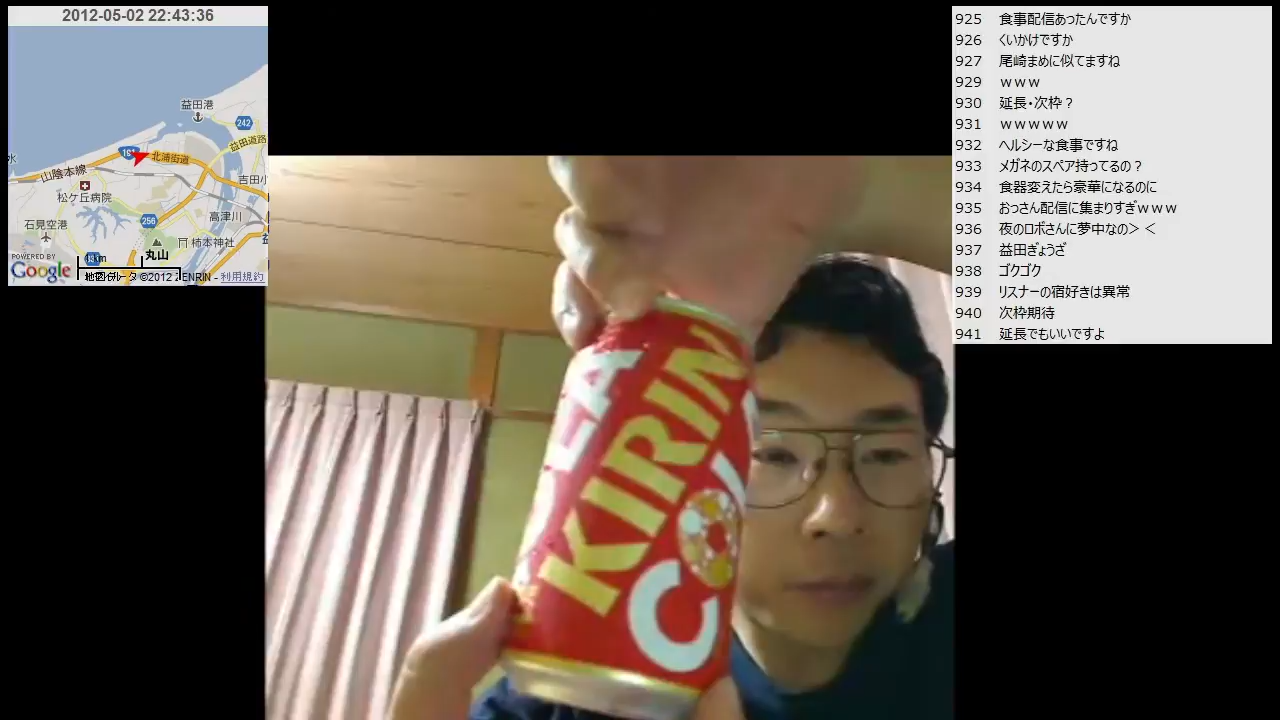 2012-05-02 22:43:36
益田港
242
益田道路
191
北浦街道
山陰本線
松ケ丘病院
吉田小
256
高津川
石見空港
柿本神社
丸山
POWERED BY
Google
地図データ ©2012 ZENRIN - 利用規約
925 食事配信あったんですか
926 くいかけですか
927 尾崎まめに似てますね
929 ｗｗｗ
930 延長・次枠？
931 ｗｗｗｗｗ
932 ヘルシーな食事ですね
933 メガネのスペア持ってるの？
934 食器変えたら豪華になるのに
935 おっさん配信に集まりすぎｗｗｗ
936 夜のロボさんに夢中なの＞＜
937 益田ぎょうざ
938 ゴクゴク
939 リスナーの宿好きは異常
940 次枠期待
941 延長でもいいですよ
KIRIN